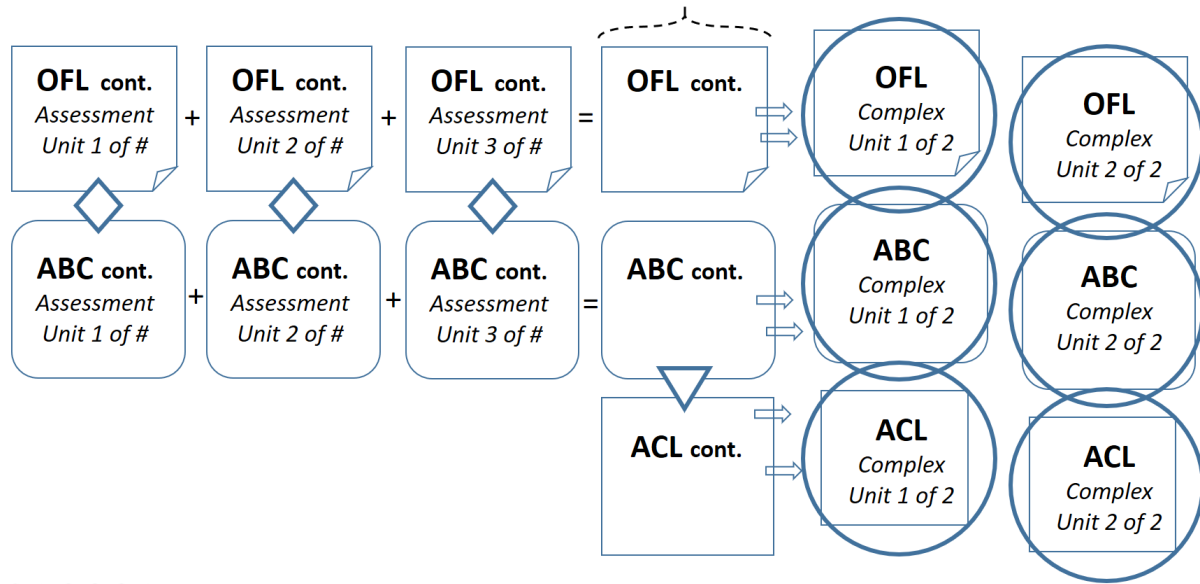 OFL cont.
Assessment
Unit 1 of #
+
OFL cont.
Assessment
Unit 2 of #
+
OFL cont.
Assessment
Unit 3 of #
=
OFL cont.
OFL
Complex
Unit 1 of 2
OFL
Complex
Unit 2 of 2
ABC cont.
Assessment
Unit 1 of #
+
ABC cont.
Assessment
Unit 2 of #
+
ABC cont.
Assessment
Unit 3 of #
=
ABC cont.
ABC
Complex
Unit 1 of 2
ABC
Complex
Unit 2 of 2
ACL cont.
ACL
Complex
Unit 1 of 2
ACL
Complex
Unit 2 of 2